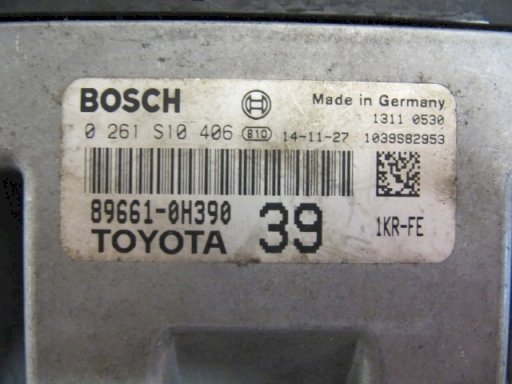 BOSCH
Made in Germany
1311 0530
0 261 S10 406 B10 14-11-27 1039S82953
89661-0H390
TOYOTA 39 1KR-FE